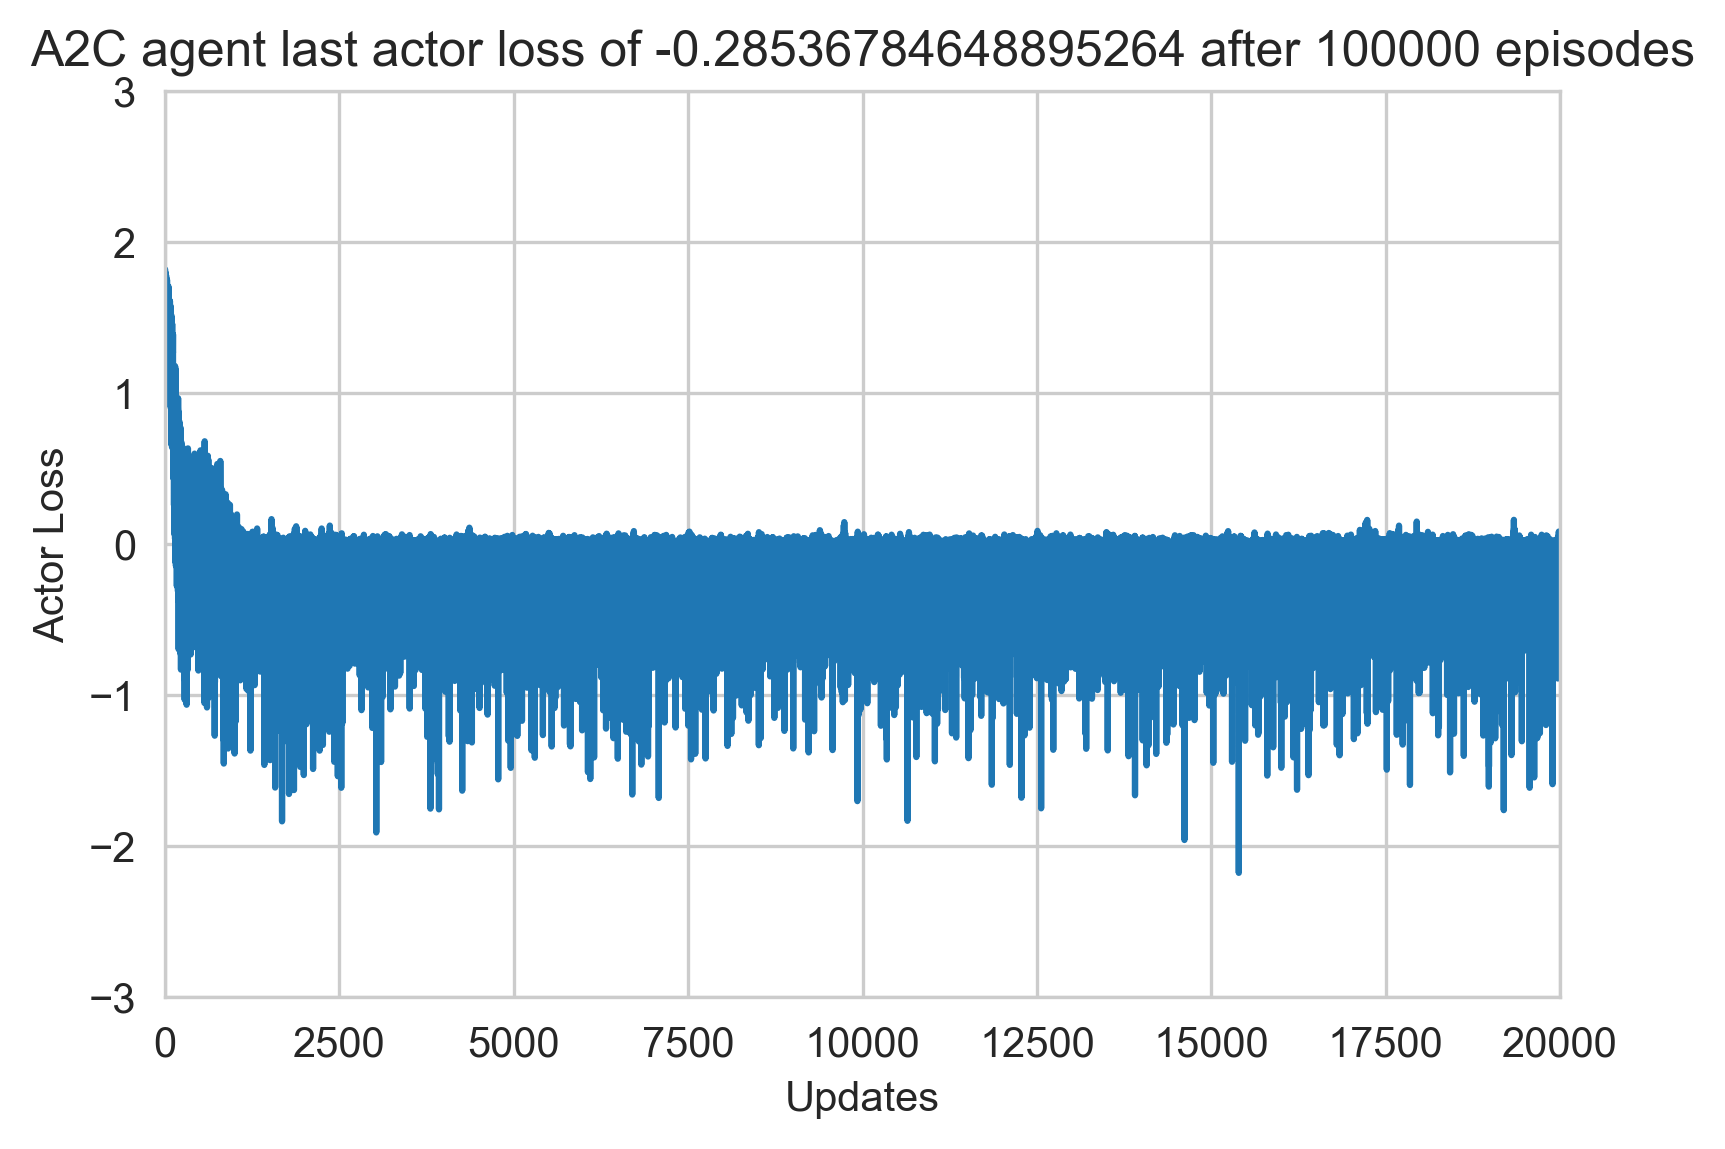 A2C agent last actor loss of -0.28536784648895264 after 100000 episodes
3
2
1
0
−1
−2
−3
Actor Loss
0 2500 5000 7500 10000 12500 15000 17500 20000
Updates